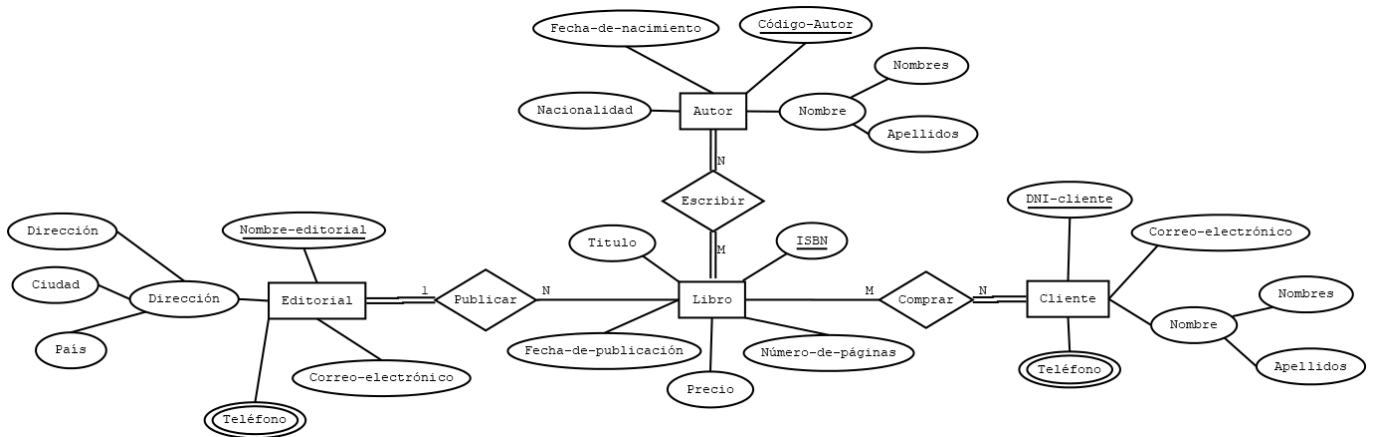 Fecha-de-nacimiento
Código-Autor
Nombres
Nacionalidad
Autor
Nombre
Apellidos
N
Escribir
M
DNI-cliente
Dirección
Nombre-editorial
Titulo
ISBN
Correo-electrónico
Ciudad
Dirección
Editorial
1
Publicar
N
Libro
M
Comprar
N
Cliente
Nombres
Nombre
País
Fecha-de-publicación
Número-de-páginas
Apellidos
Correo-electrónico
Precio
Teléfono
Teléfono